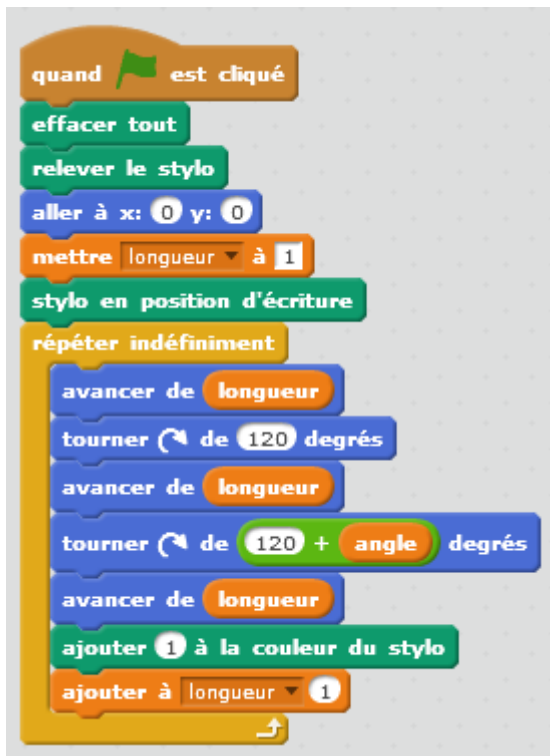 quand est cliqué
effacer tout
relever le stylo
aller à x: 0 y: 0
mettre longueur à 1
stylo en position d'écriture
répéter indéfiniment
avancer de longueur
tourner de 120 degrés
avancer de longueur
tourner de 120 + angle degrés
avancer de longueur
ajouter 1 à la couleur du stylo
ajouter à longueur 1